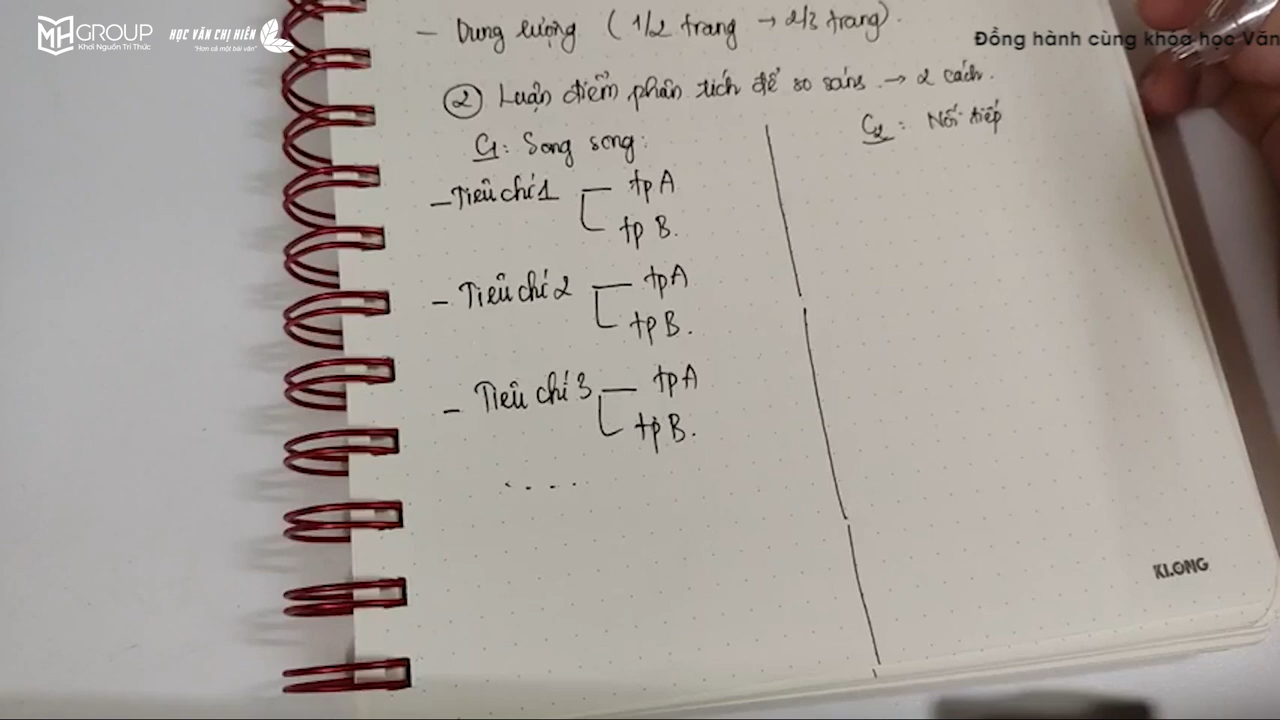 MH GROUP
Khơi Nguồn Tri Thức
HỌC VĂN CHỊ HIÊN
"Hơn cả một bài văn"
Đồng hành cùng khóa học Văn
- Dung lượng (1/2 trang → 2/3 trang).
② Luận điểm phân tích để so sánh → 2 cách.
C1: Song song:
- Tiêu chí 1 tpA
tp B.
- Tiêu chí 2 tpA
tp B.
- Tiêu chí 3 tpA
tp B.
. . . .
C2: Nối tiếp
KLONG